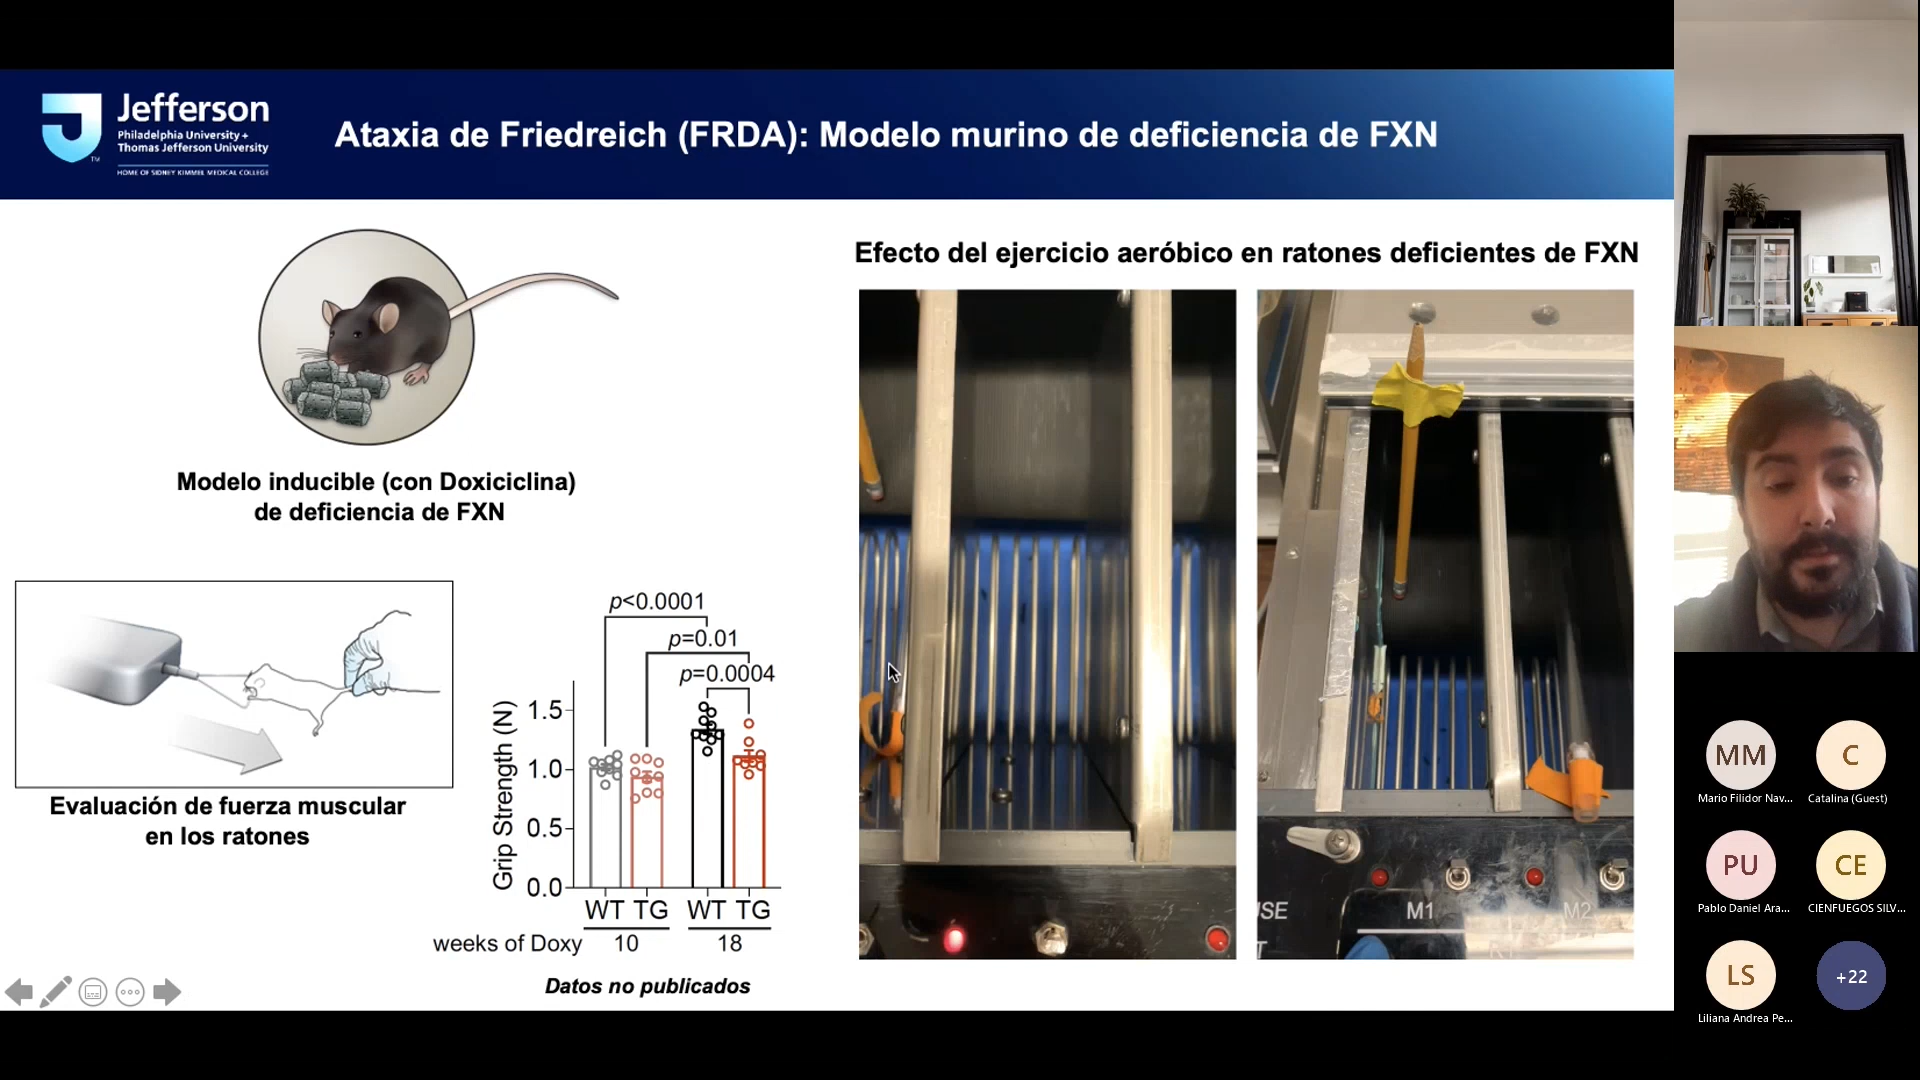 Jefferson
Philadelphia University +
Thomas Jefferson University
TM
HOME OF SIDNEY KIMMEL MEDICAL COLLEGE
Ataxia de Friedreich (FRDA): Modelo murino de deficiencia de FXN
Modelo inducible (con Doxiciclina)
de deficiencia de FXN
Evaluación de fuerza muscular
en los ratones
p<0.0001
p=0.01
p=0.0004
Grip Strength (N)
1.5
1.0
0.5
0.0
WT TG WT TG
weeks of Doxy 10 18
Datos no publicados
Efecto del ejercicio aeróbico en ratones deficientes de FXN
M1
M2
MM
Mario Filidor Nav...
C
Catalina (Guest)
PU
Pablo Daniel Ara...
CE
CIENFUEGOS SILV...
LS
Liliana Andrea Pe...
+22